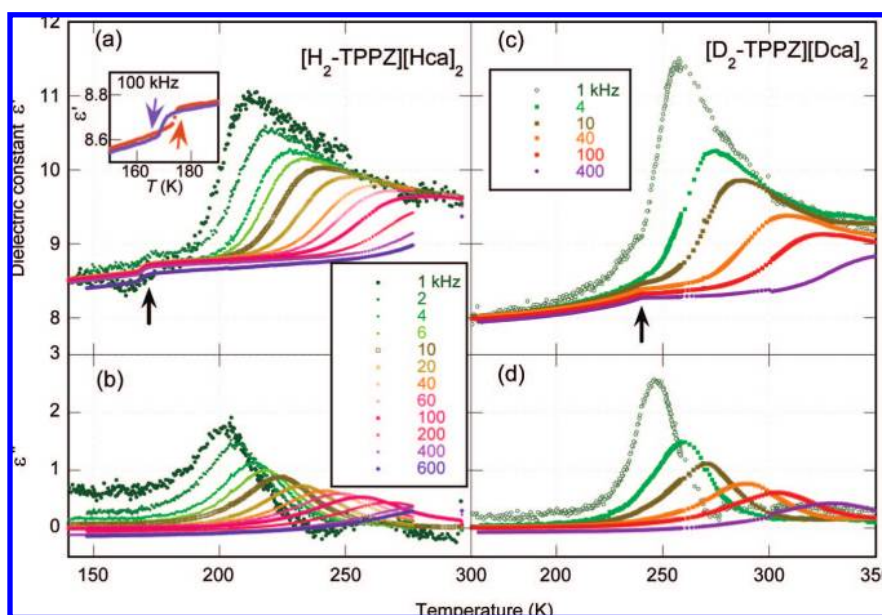 (a)
[H2-TPPZ][Hca]2
100 kHz
8.8
8.6
ε'
160 180
T (K)
Dielectric constant ε'
12
11
10
9
8
3
(c)
[D2-TPPZ][Dca]2
1 kHz
4
10
40
100
400
(b)
2
1
0
ε"
1 kHz
2
4
6
10
20
40
60
100
200
400
600
(d)
150 200 250 300
200 250 300 350
Temperature (K)